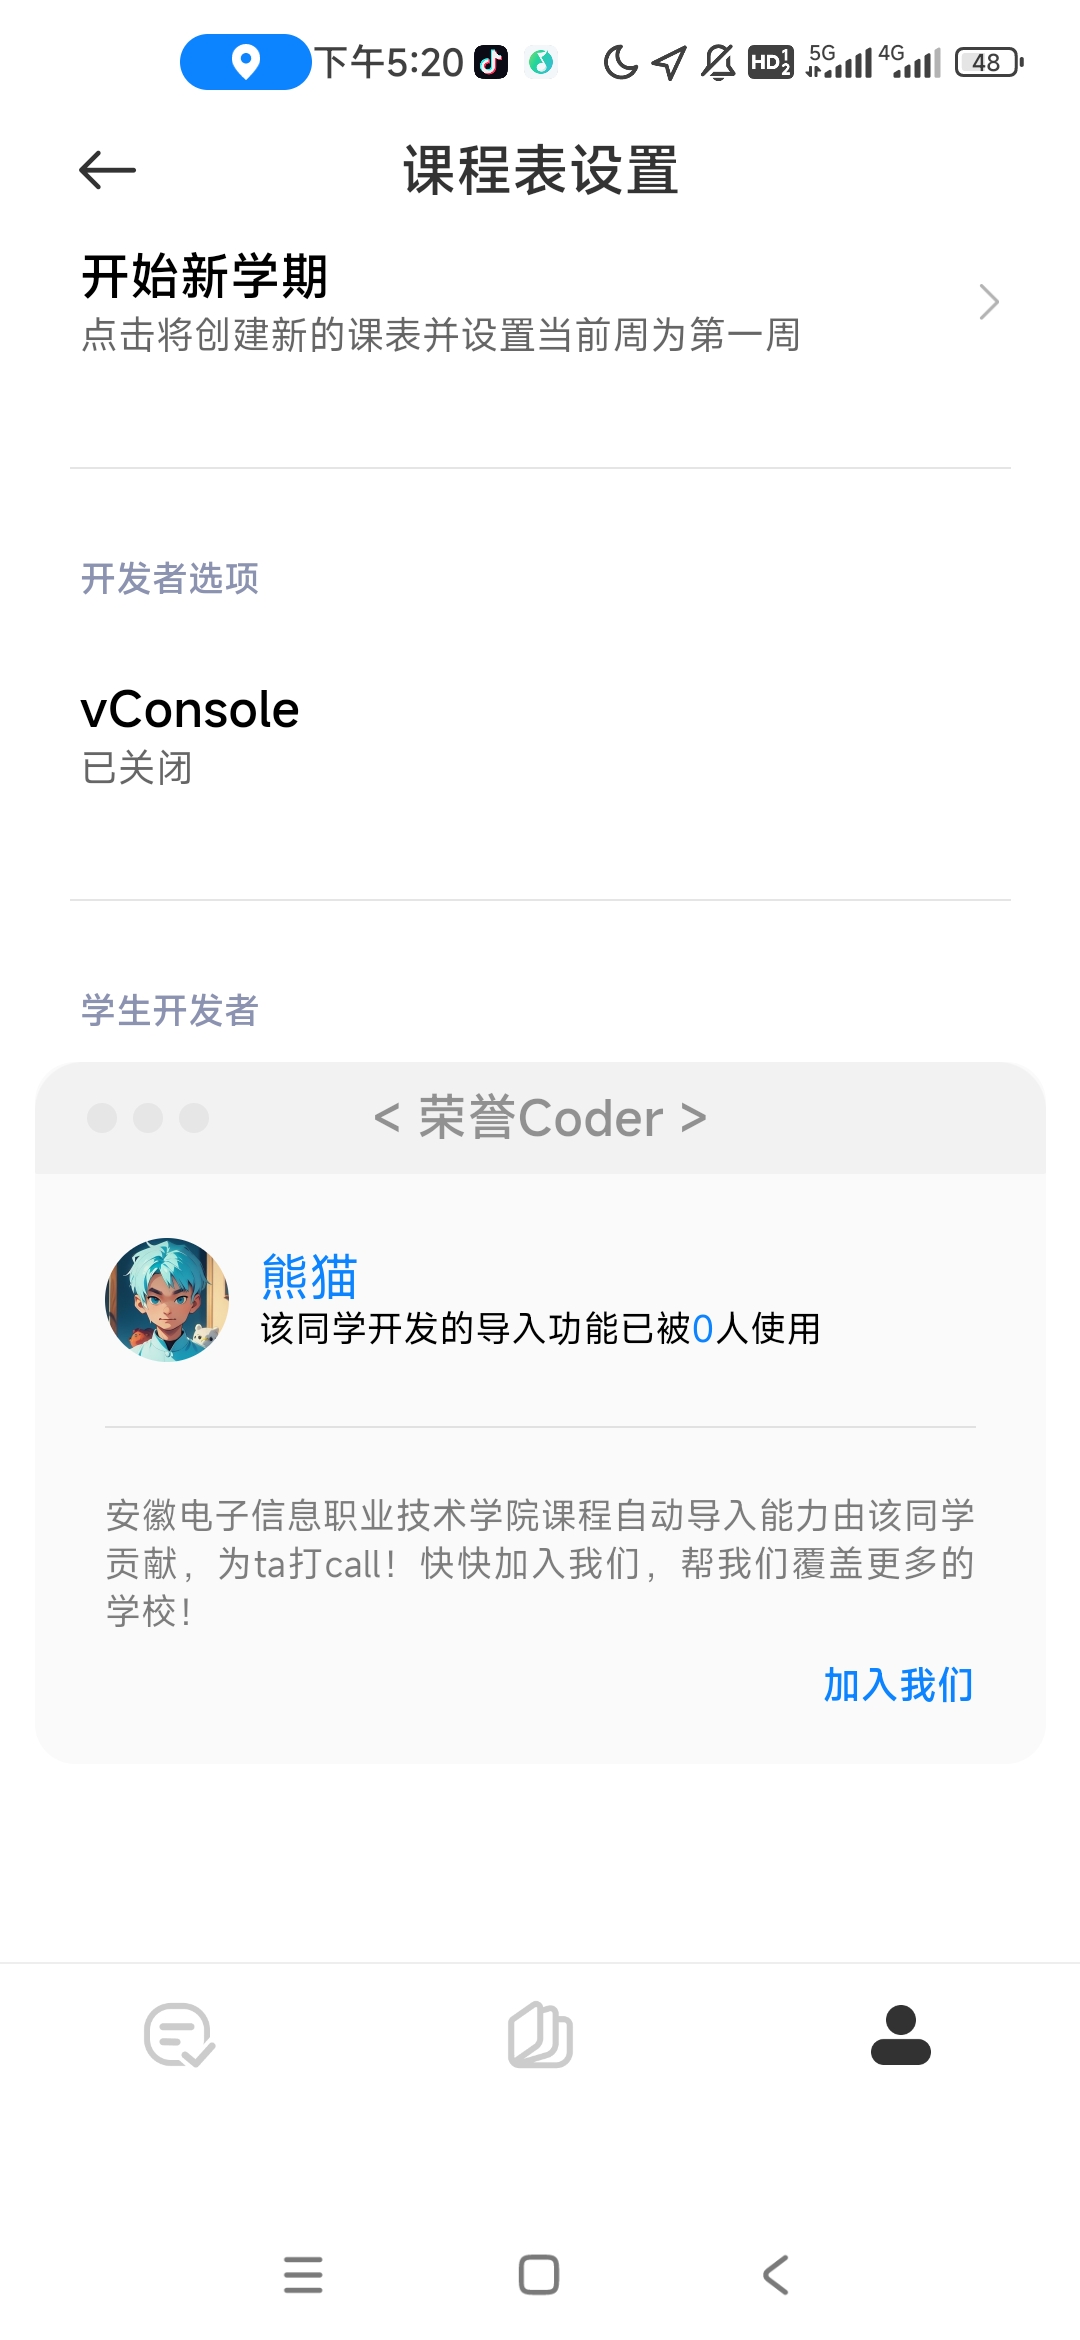 下午5:20
HD 1 2
5G
4G
48
课程表设置
开始新学期
点击将创建新的课表并设置当前周为第一周
开发者选项
vConsole
已关闭
学生开发者
< 荣誉Coder >
熊猫
该同学开发的导入功能已被0人使用
安徽电子信息职业技术学院课程自动导入能力由该同学
贡献，为ta打call！快快加入我们，帮我们覆盖更多的
学校！
加入我们